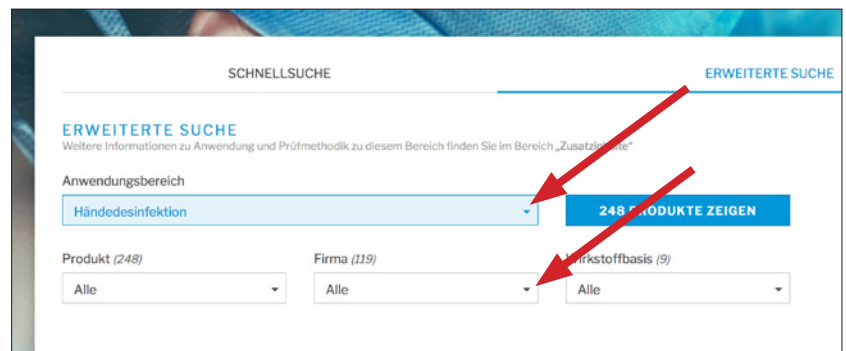 SCHNELLSUCHE
ERWEITERTE SUCHE
ERWEITERTE SUCHE
Weitere Informationen zu Anwendung und Prüfmethodik zu diesem Bereich finden Sie im Bereich „Zusatzinhalte"
Anwendungsbereich
Händedesinfektion
248 PRODUKTE ZEIGEN
Produkt (248)
Firma (119)
Wirkstoffbasis (9)
Alle
Alle
Alle